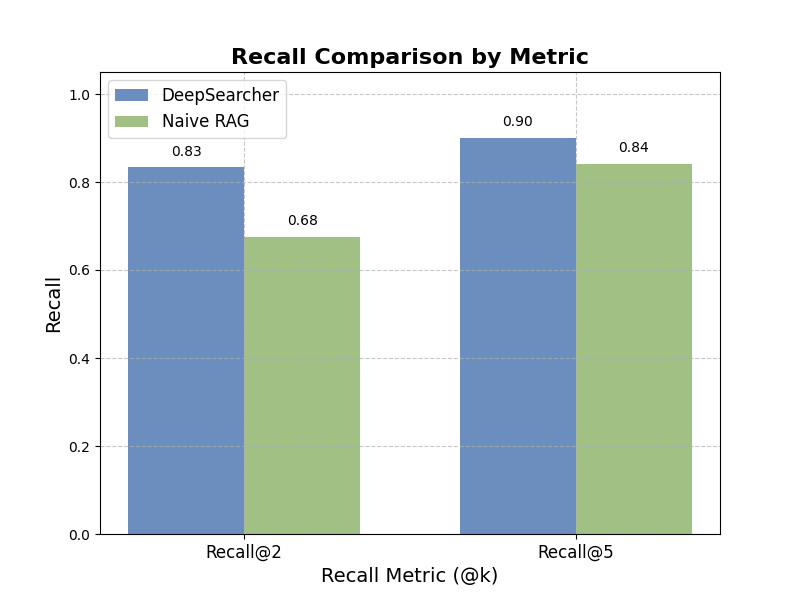 Recall Comparison by Metric
DeepSearcher
Naive RAG
1.0
0.8
0.6
0.4
0.2
0.0
Recall
0.83
0.68
0.90
0.84
Recall@2
Recall@5
Recall Metric (@k)